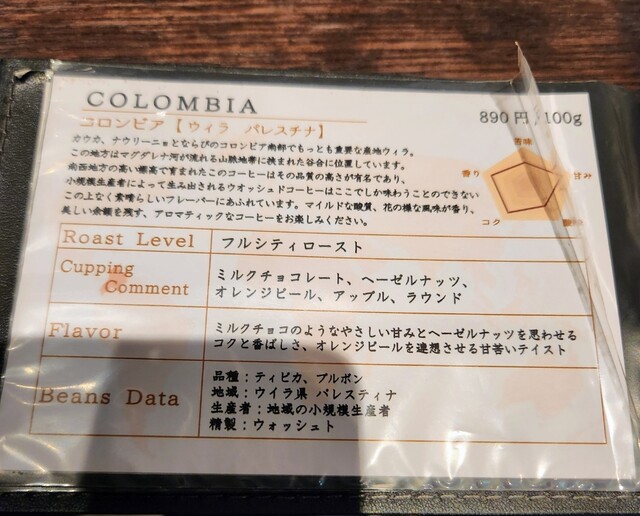 COLOMBIA
890円/100g
コロンビア【ウィラ パレスチナ】
カウカ、ナウリーニョとならびのコロンビア南部でもっとも重要な産地ウィラ。
この地方はマグダレナ河が流れる山脈地帯に挟まれた谷合に位置しています。
南西地方の高い標高で育まれたこのコーヒーはその品質の高さが有名であり、
小規模生産者によって生み出されるウオッシュドコーヒーはここでしか味わうことのできない
この上なく素晴らしいフレーバーにあふれています。マイルドな酸質、花の様な風味が香り、
美しい余韻を残す、アロマティックなコーヒーをお楽しみください。
苦味
香り
甘み
コク
Roast Level
フルシティロースト
Cupping
Comment
ミルクチョコレート、ヘーゼルナッツ、
オレンジピール、アップル、ラウンド
Flavor
ミルクチョコのようなやさしい甘みとヘーゼルナッツを思わせる
コクと香ばしさ、オレンジピールを連想させる甘苦いテイスト
Beans Data
品種：ティピカ、ブルボン
地域：ウイラ県 パレスティナ
生産者：地域の小規模生産者
精製：ウォッシュト